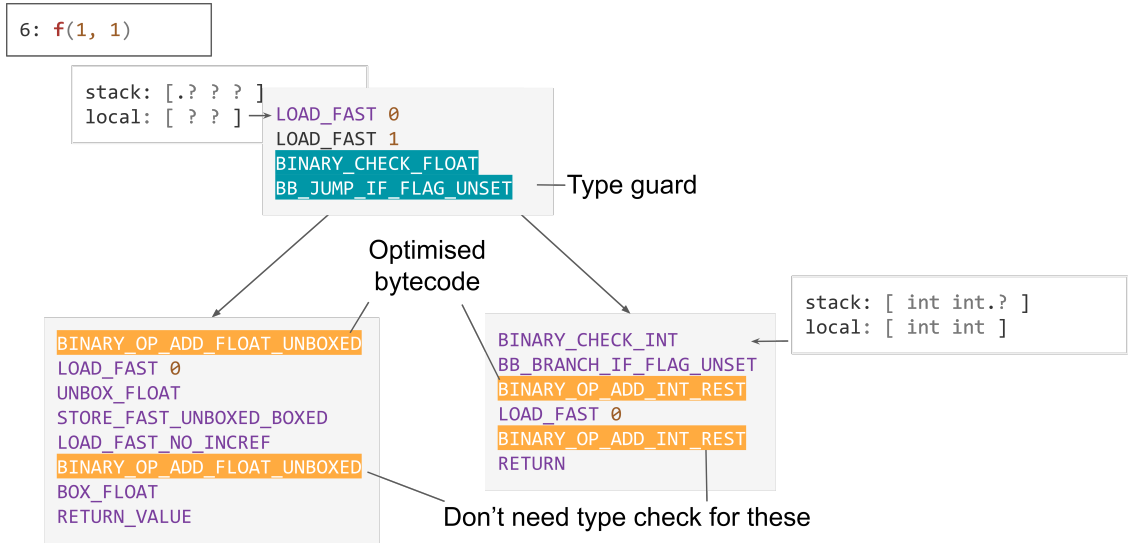 6: f(1, 1)
stack: [.? ? ? ]
local: [ ? ? ]
LOAD_FAST 0
LOAD_FAST 1
BINARY_CHECK_FLOAT
BB_JUMP_IF_FLAG_UNSET
Type guard
Optimised
bytecode
stack: [ int int.? ]
local: [ int int ]
BINARY_OP_ADD_FLOAT_UNBOXED
LOAD_FAST 0
UNBOX_FLOAT
STORE_FAST_UNBOXED_BOXED
LOAD_FAST_NO_INCREF
BINARY_OP_ADD_FLOAT_UNBOXED
BOX_FLOAT
RETURN_VALUE
BINARY_CHECK_INT
BB_BRANCH_IF_FLAG_UNSET
BINARY_OP_ADD_INT_REST
LOAD_FAST 0
BINARY_OP_ADD_INT_REST
RETURN
Don’t need type check for these